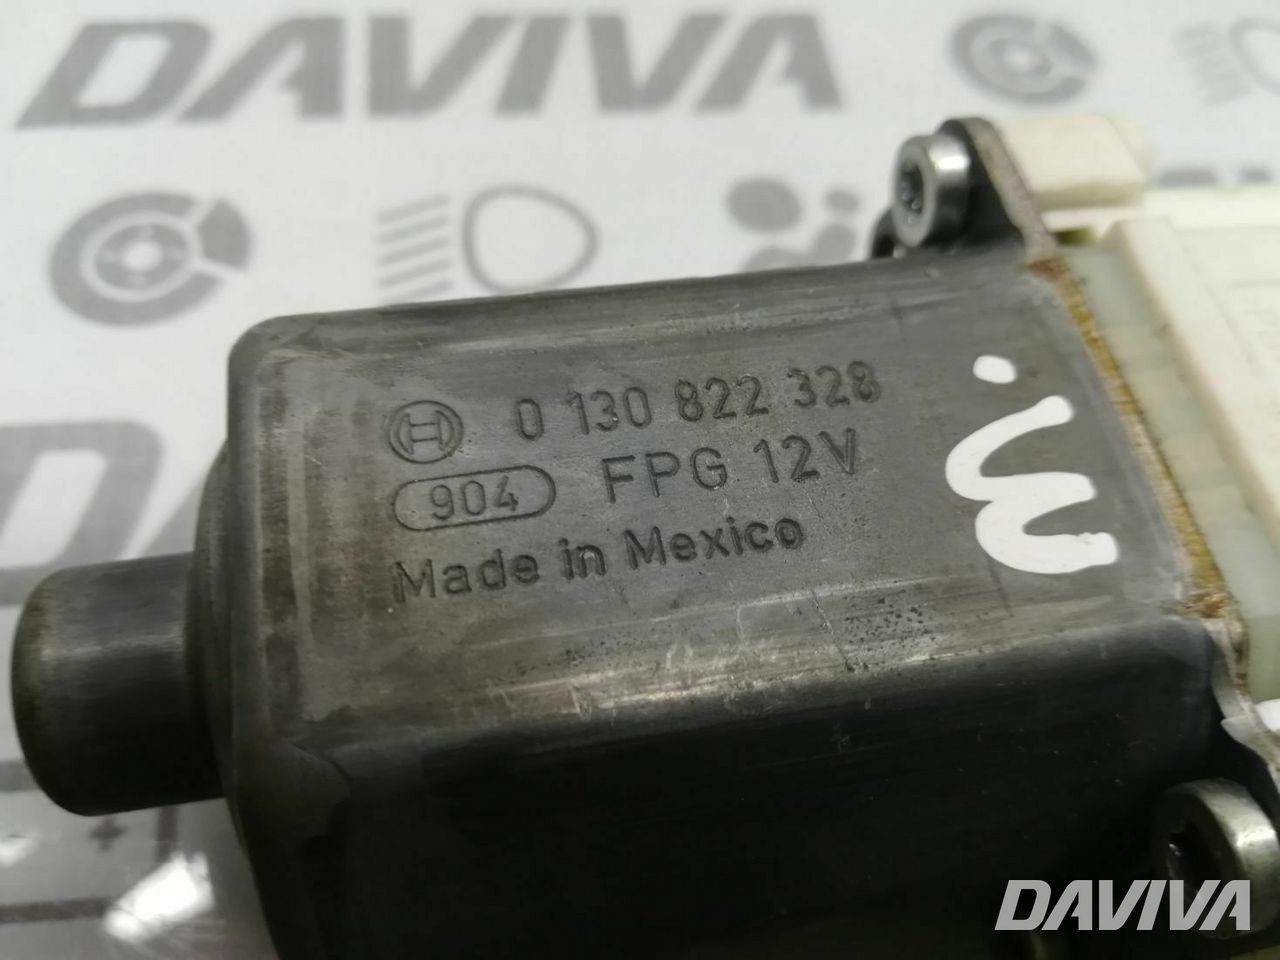 DAVIVA
0 130 822 328
904 FPG 12V
Made in Mexico
DAVIVA